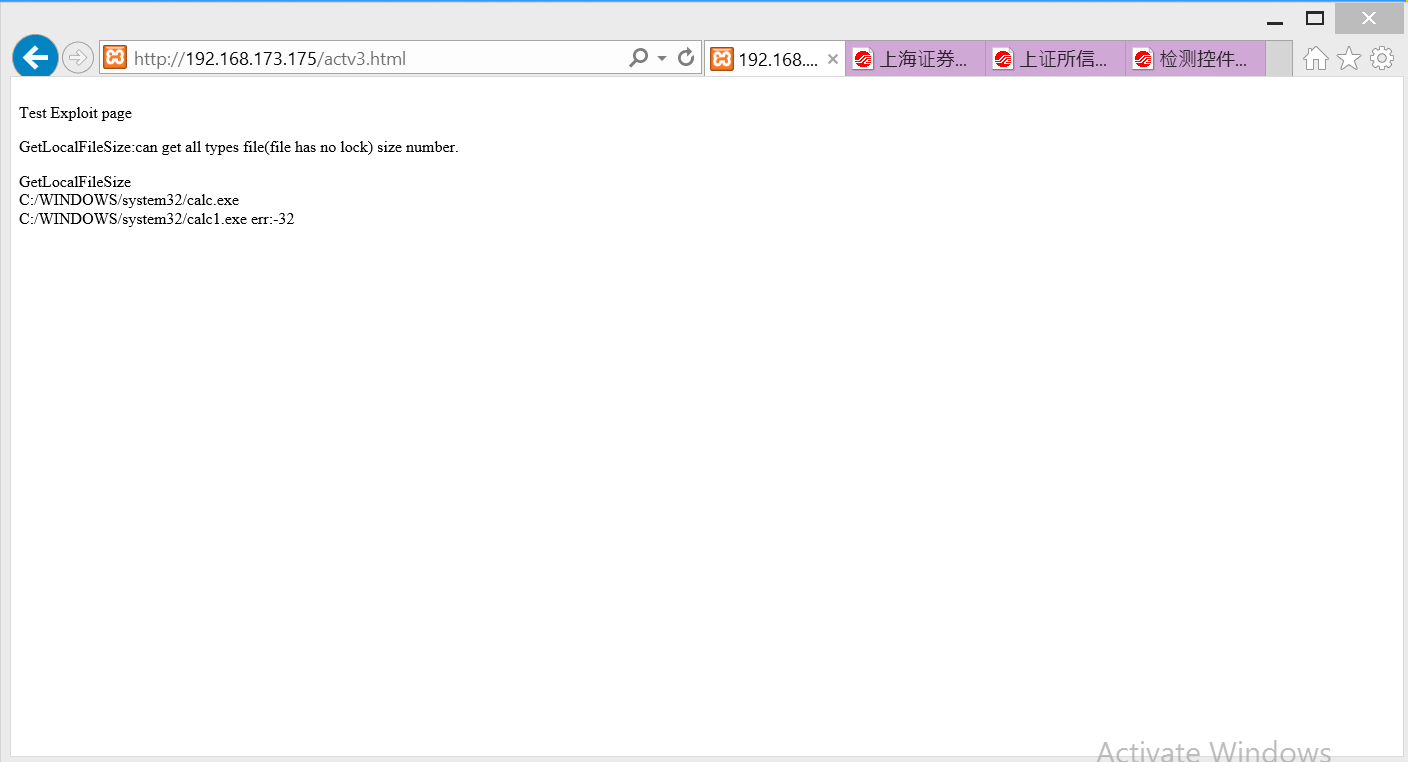 http://192.168.173.175/actv3.html
192.168....
上海证券...
上证所信...
检测控件...
Test Exploit page
GetLocalFileSize:can get all types file(file has no lock) size number.
GetLocalFileSize
C:/WINDOWS/system32/calc.exe
C:/WINDOWS/system32/calc1.exe err:-32
Activate Windows